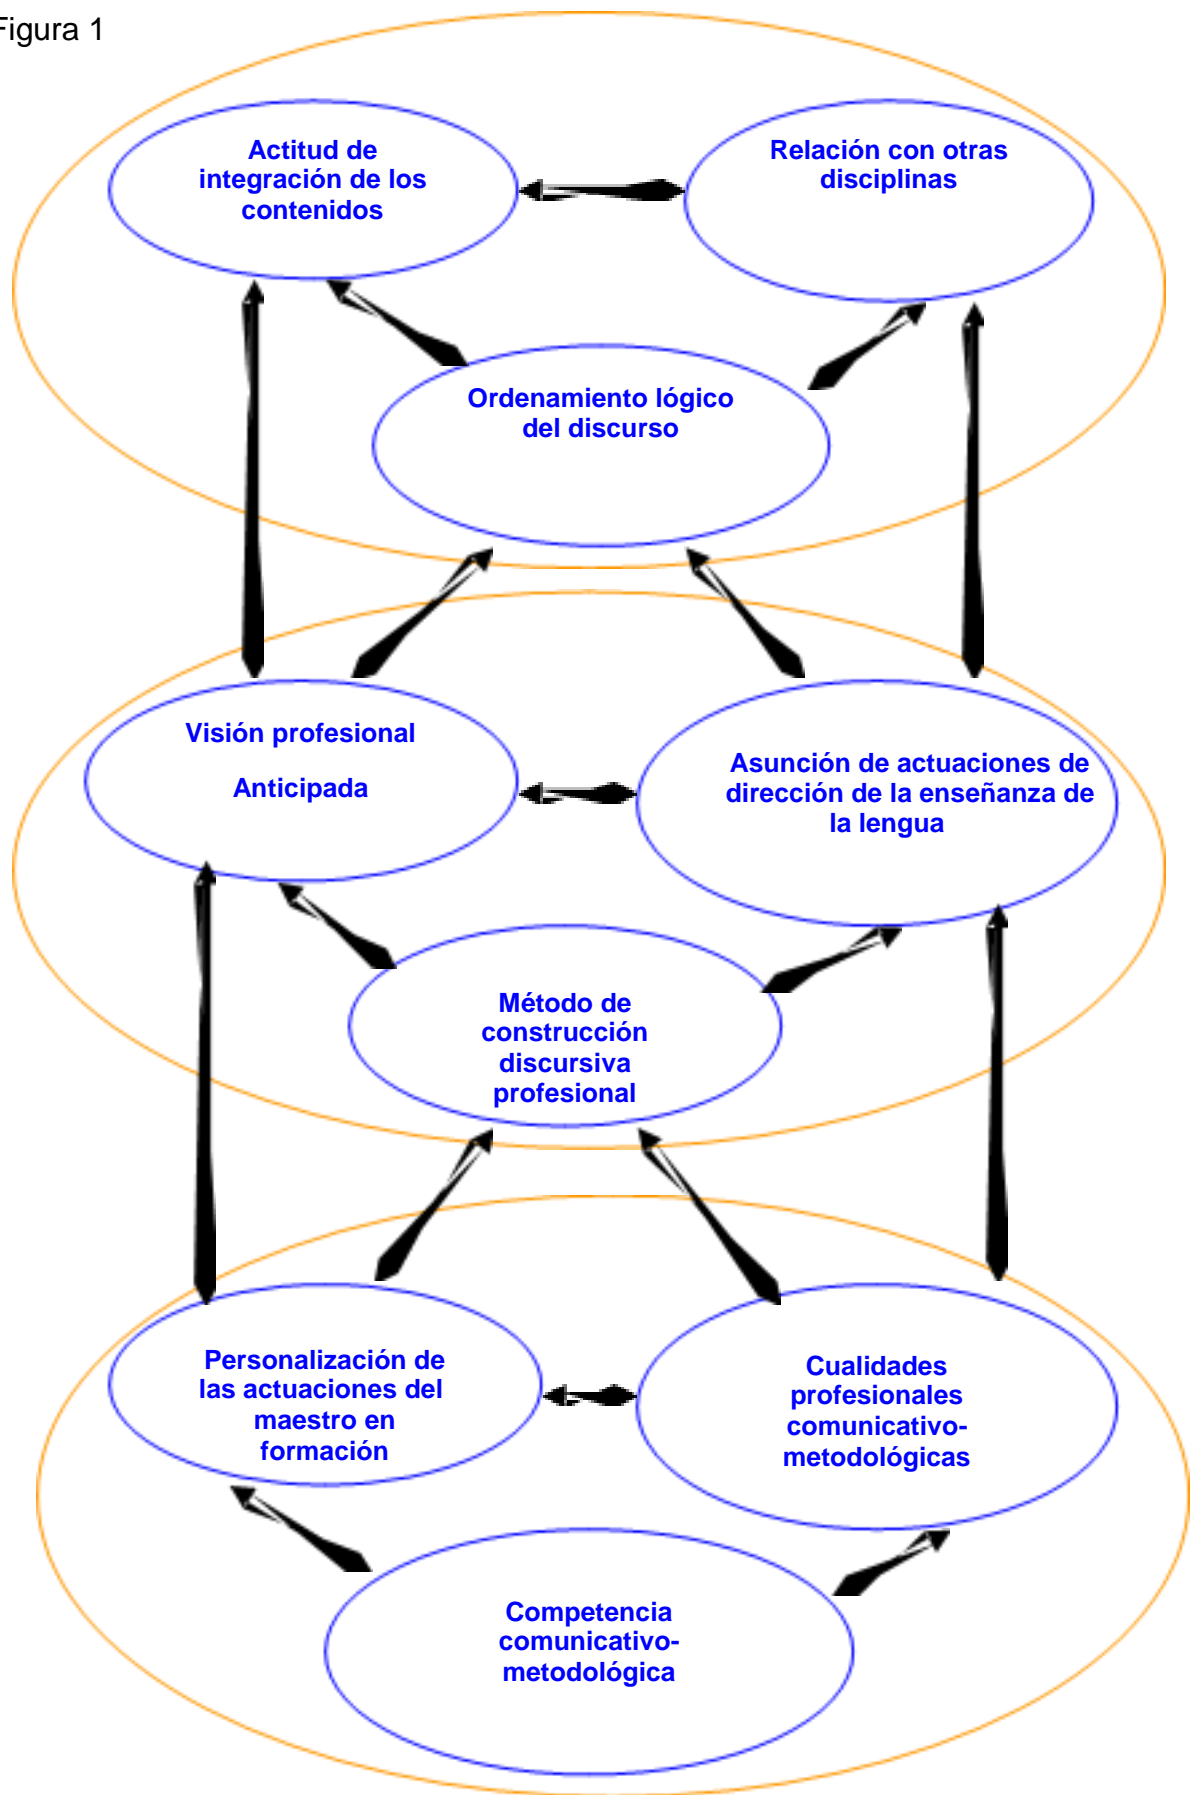 Figura 1
Actitud de
integración de los
contenidos
Relación con otras
disciplinas
Ordenamiento lógico
del discurso
Visión profesional
Anticipada
Asunción de actuaciones de
dirección de la enseñanza de
la lengua
Método de
construcción
discursiva
profesional
Personalización de
las actuaciones del
maestro en
formación
Cualidades
profesionales
comunicativo-
metodológicas
Competencia
comunicativo-
metodológica